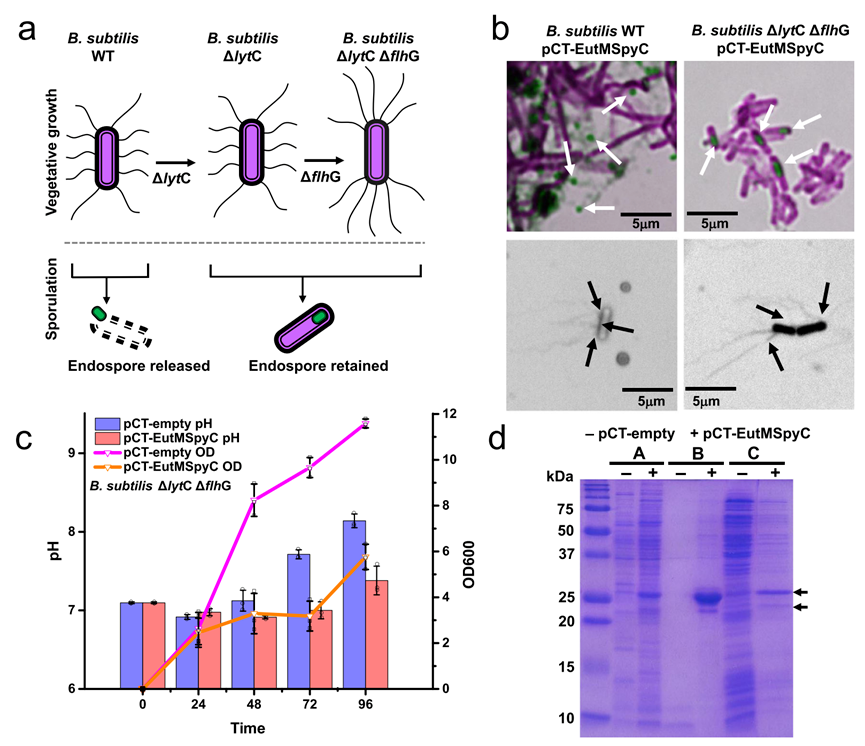 a
B. subtilis
WT
B. subtilis
ΔlytC
B. subtilis
ΔlytC ΔflhG
Vegetative growth
ΔlytC
ΔflhG
Sporulation
Endospore released
Endospore retained
b
B. subtilis WT
pCT-EutMSpyC
B. subtilis ΔlytC ΔflhG
pCT-EutMSpyC
5μm
5μm
5μm
5μm
c
pCT-empty pH
pCT-EutMSpyC pH
pCT-empty OD
pCT-EutMSpyC OD
B. subtilis ΔlytC ΔflhG
pH
9
8
7
6
OD600
12
10
8
6
4
2
0
0 24 48 72 96
Time
d
– pCT-empty + pCT-EutMSpyC
A B C
kDa – + – + – +
75
50
37
25
20
15
10